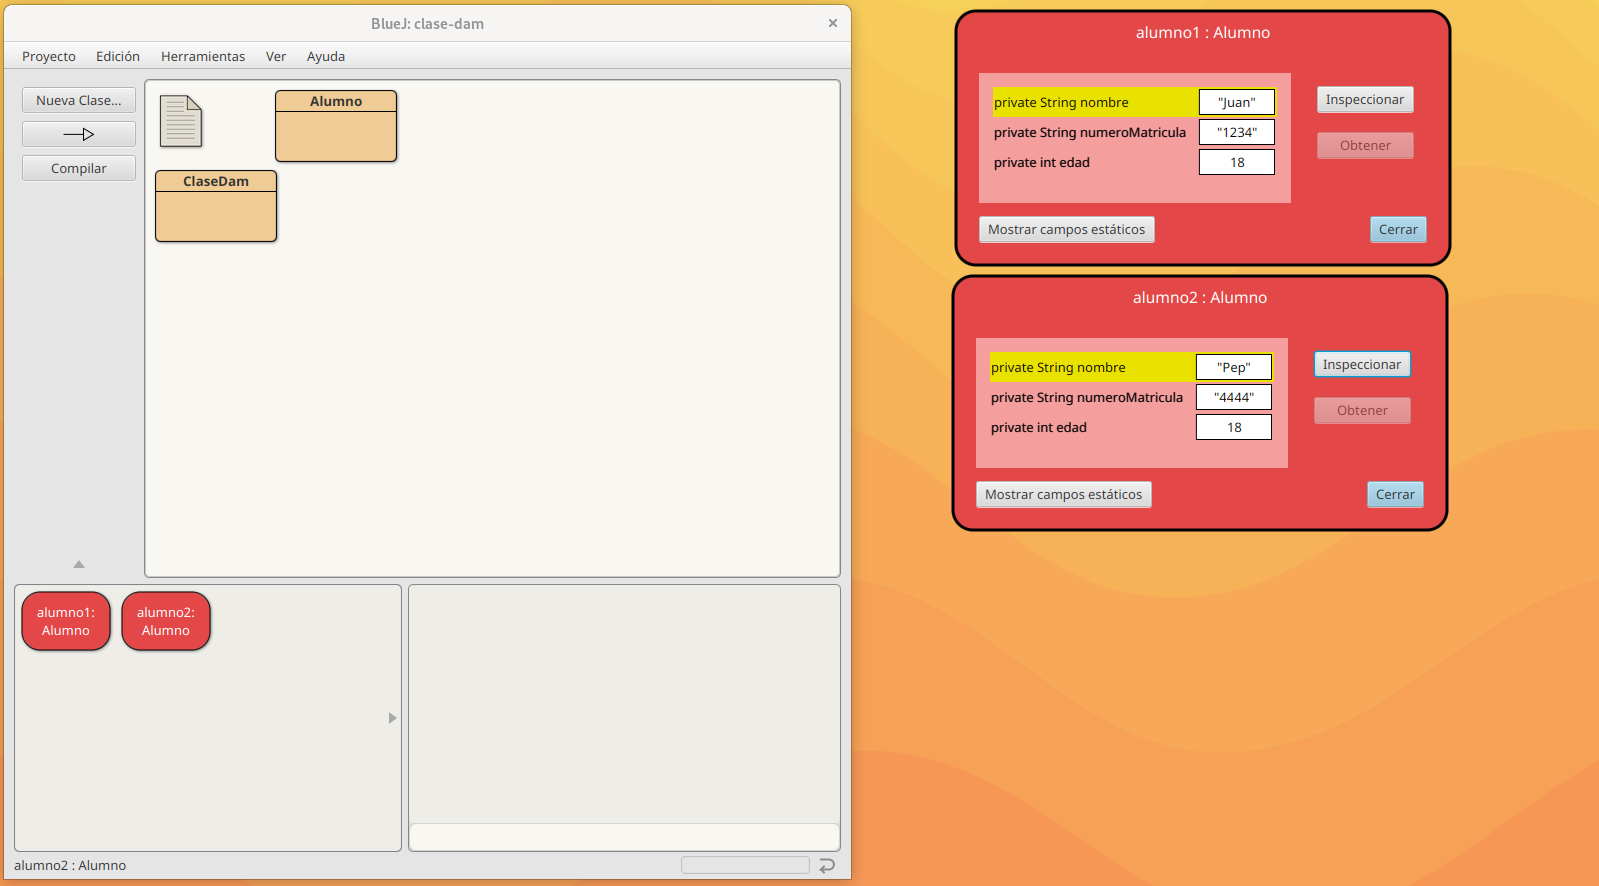 BlueJ: clase-dam
Proyecto Edición Herramientas Ver Ayuda
Nueva Clase...
Compilar
Alumno
ClaseDam
alumno1:
Alumno
alumno2:
Alumno
alumno2 : Alumno
alumno1 : Alumno
private String nombre "Juan"
private String numeroMatricula "1234"
private int edad 18
Inspeccionar
Obtener
Mostrar campos estáticos
Cerrar
alumno2 : Alumno
private String nombre "Pep"
private String numeroMatricula "4444"
private int edad 18
Inspeccionar
Obtener
Mostrar campos estáticos
Cerrar